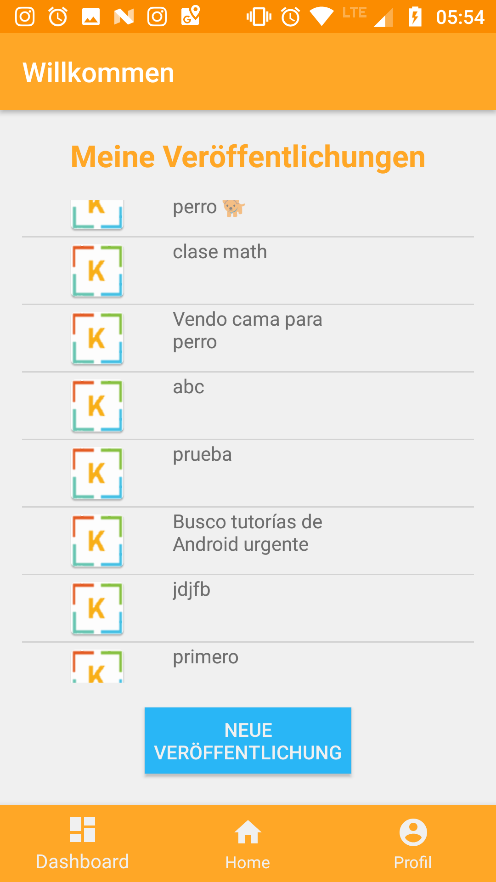 LTE 05:54
Willkommen
Meine Veröffentlichungen
K perro
K clase math
K Vendo cama para
perro
K abc
K prueba
K Busco tutorías de
Android urgente
K jdjfb
K primero
NEUE
VERÖFFENTLICHUNG
Dashboard Home Profil